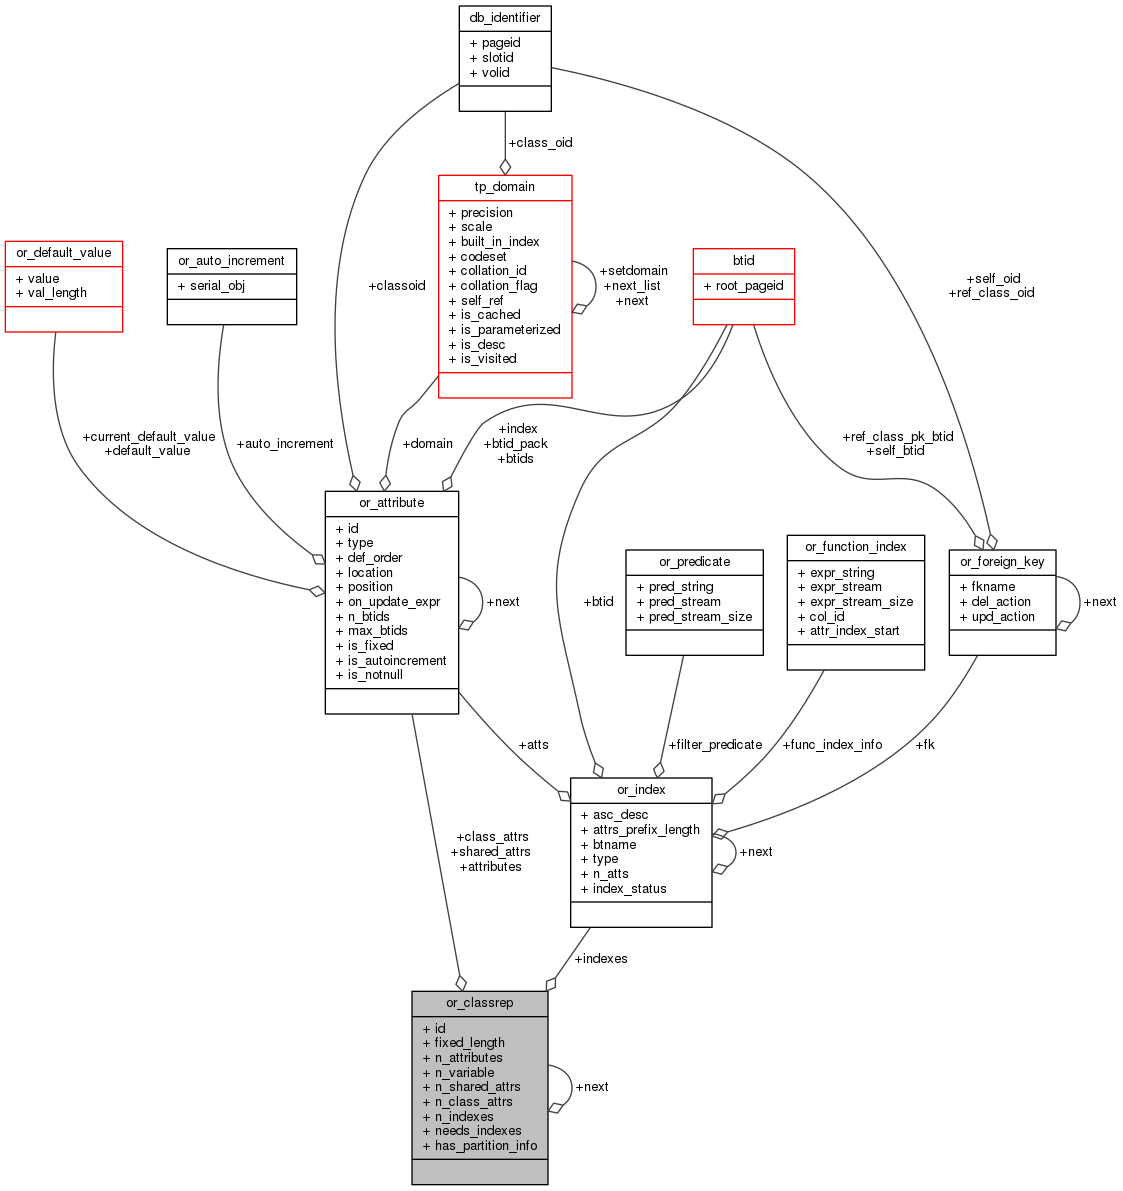 db_identifier
+ pageid
+ slotid
+ volid
+class_oid
tp_domain
+ precision
+ scale
+ built_in_index
+ codeset
+ collation_id
+ collation_flag
+ self_ref
+ is_cached
+ is_parameterized
+ is_desc
+ is_visited
+setdomain
+next_list
+next
or_default_value
+ value
+ val_length
or_auto_increment
+ serial_obj
+classoid
btid
+ root_pageid
+self_oid
+ref_class_oid
+current_default_value
+default_value
+auto_increment
+domain
+index
+btid_pack
+btids
+ref_class_pk_btid
+self_btid
or_attribute
+ id
+ type
+ def_order
+ location
+ position
+ on_update_expr
+ n_btids
+ max_btids
+ is_fixed
+ is_autoincrement
+ is_notnull
+next
+btid
or_predicate
+ pred_string
+ pred_stream
+ pred_stream_size
or_function_index
+ expr_string
+ expr_stream
+ expr_stream_size
+ col_id
+ attr_index_start
or_foreign_key
+ fkname
+ del_action
+ upd_action
+next
+atts
+filter_predicate
+func_index_info
+fk
or_index
+ asc_desc
+ attrs_prefix_length
+ btname
+ type
+ n_atts
+ index_status
+next
+class_attrs
+shared_attrs
+attributes
+indexes
or_classrep
+ id
+ fixed_length
+ n_attributes
+ n_variable
+ n_shared_attrs
+ n_class_attrs
+ n_indexes
+ needs_indexes
+ has_partition_info
+next